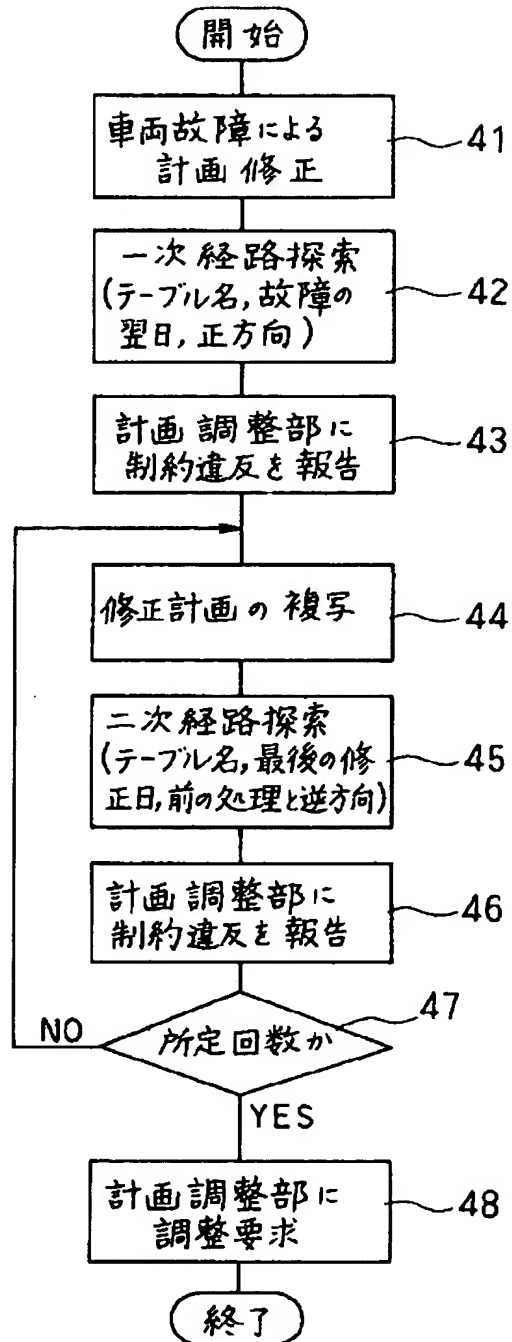 開始
車両故障による
計画修正
41
一次経路探索
(テーブル名,故障の
翌日,正方向)
42
計画調整部に
制約違反を報告
43
修正計画の複写
44
二次経路探索
(テーブル名,最後の修
正日,前の処理と逆方向)
45
計画調整部に
制約違反を報告
46
所定回数か
47
NO
YES
計画調整部に
調整要求
48
終了